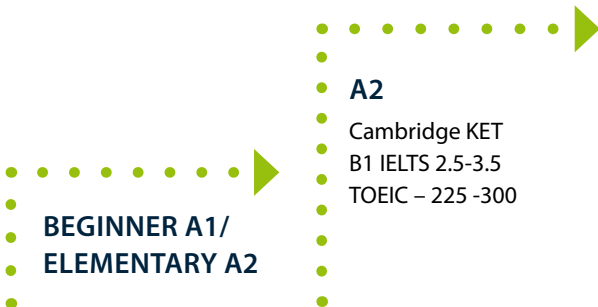 A2
Cambridge KET
B1 IELTS 2.5-3.5
TOEIC – 225 -300
BEGINNER A1/
ELEMENTARY A2